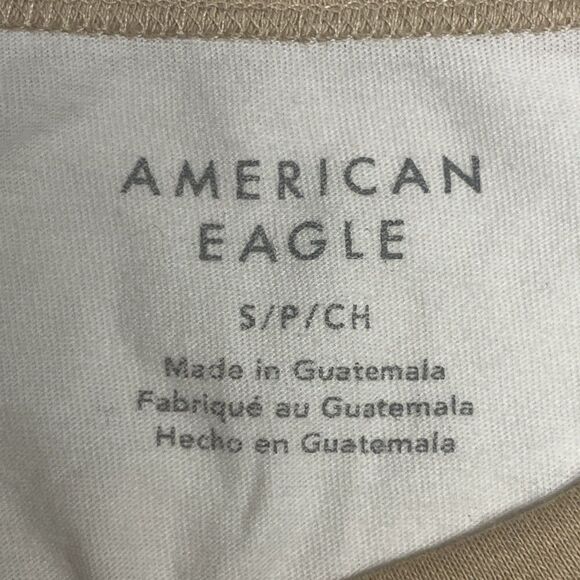 AMERICAN
EAGLE
S/P/CH
Made in Guatemala
Fabriqué au Guatemala
Hecho en Guatemala